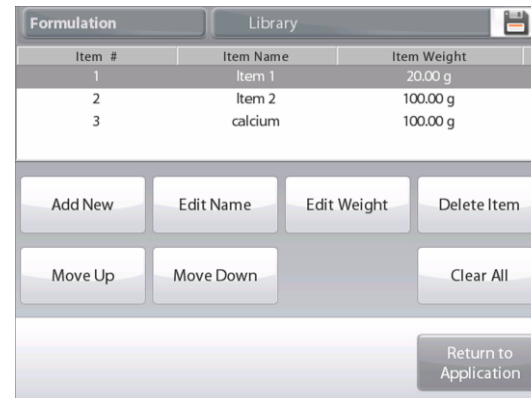 Formulation Library
Item # Item Name Item Weight
1 Item 1 20.00 g
2 Item 2 100.00 g
3 calcium 100.00 g
Add New Edit Name Edit Weight Delete Item
Move Up Move Down Clear All
Return to
Application